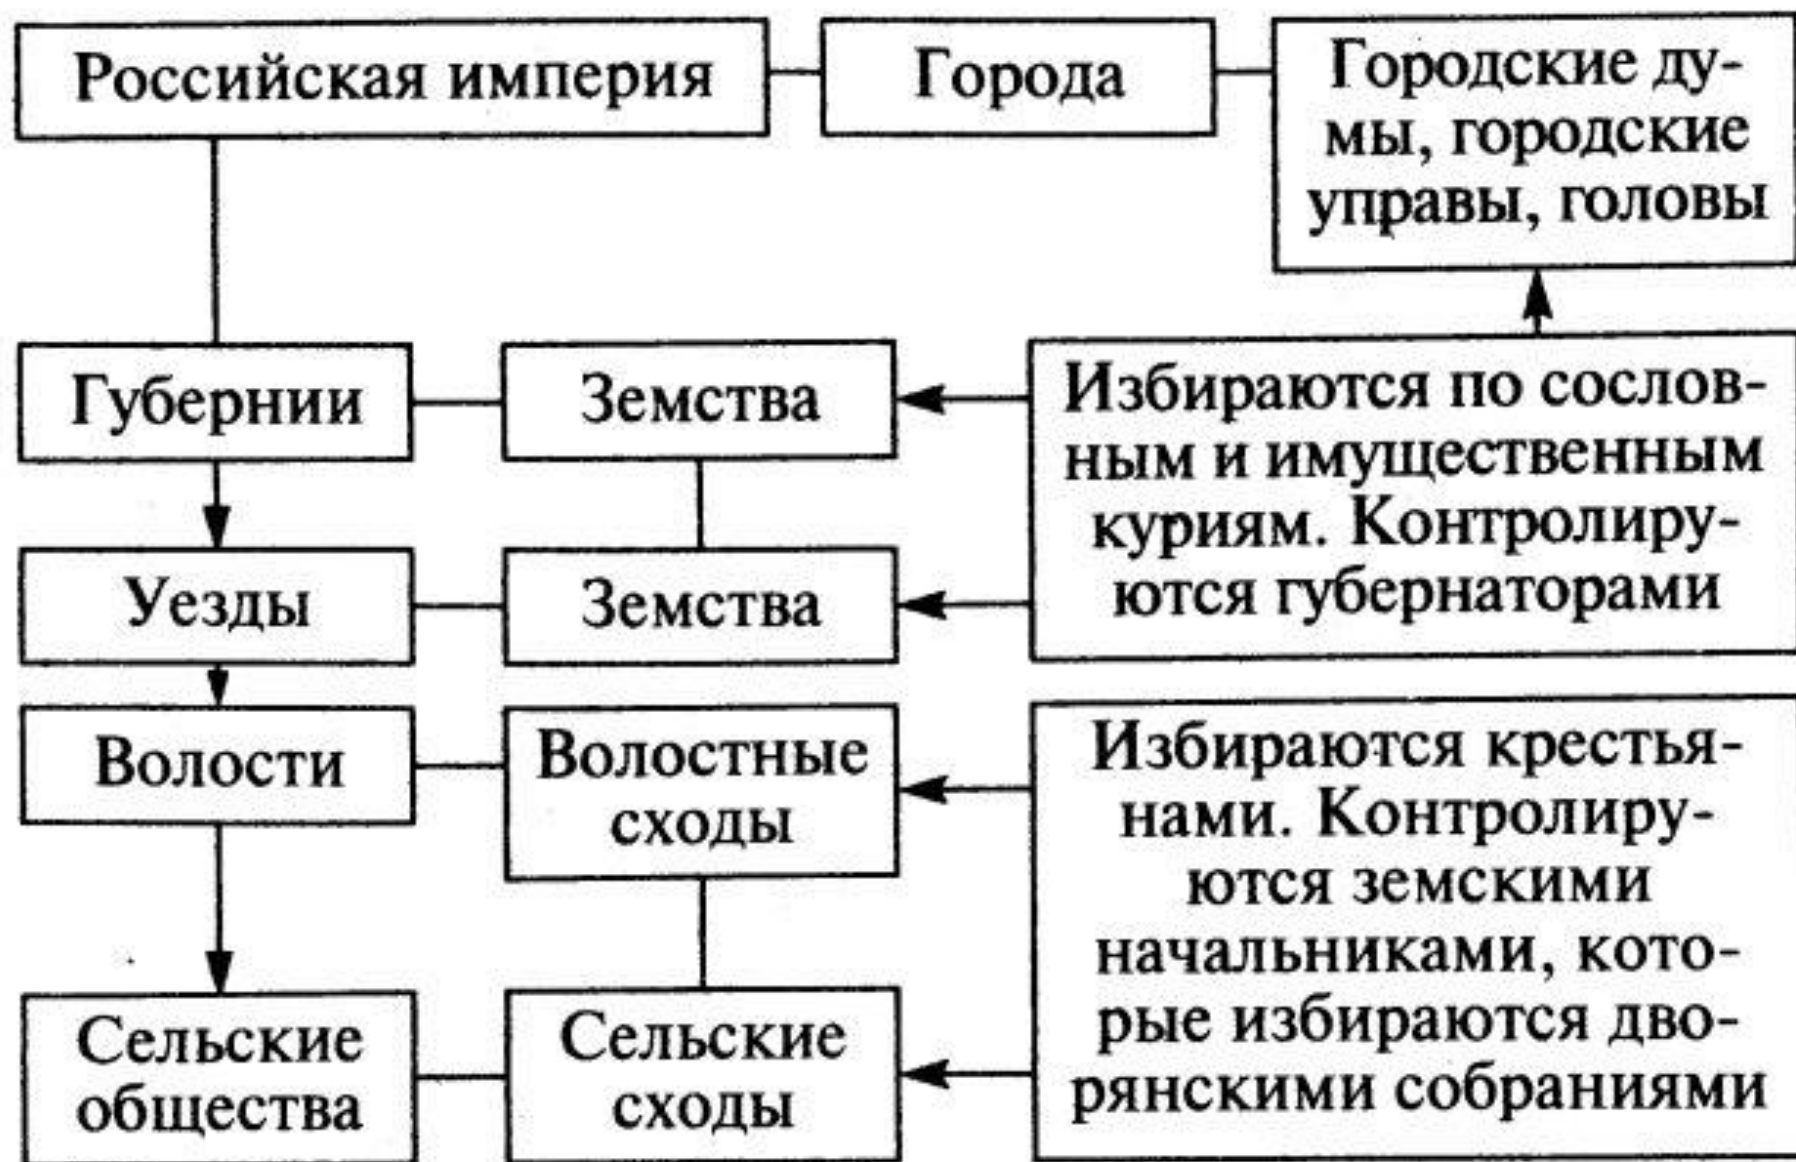 Российская империя
Города
Городские ду-
мы, городские
управы, головы
Губернии
Земства
Избираются по сослов-
ным и имущественным
куриям. Контролиру-
ются губернаторами
Уезды
Земства
Волости
Волостные
сходы
Избираются крестья-
нами. Контролиру-
ются земскими
начальниками, кото-
рые избираются дво-
рянскими собраниями
Сельские
общества
Сельские
сходы